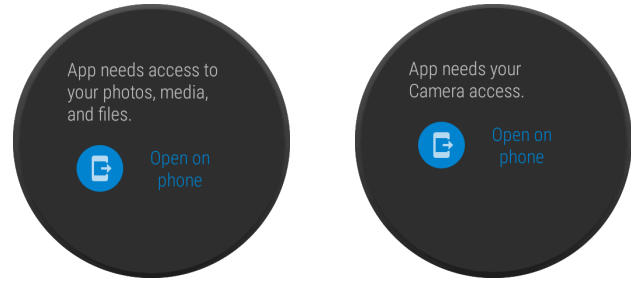 App needs access to
your photos, media,
and files.
Open on
phone
App needs your
Camera access.
Open on
phone